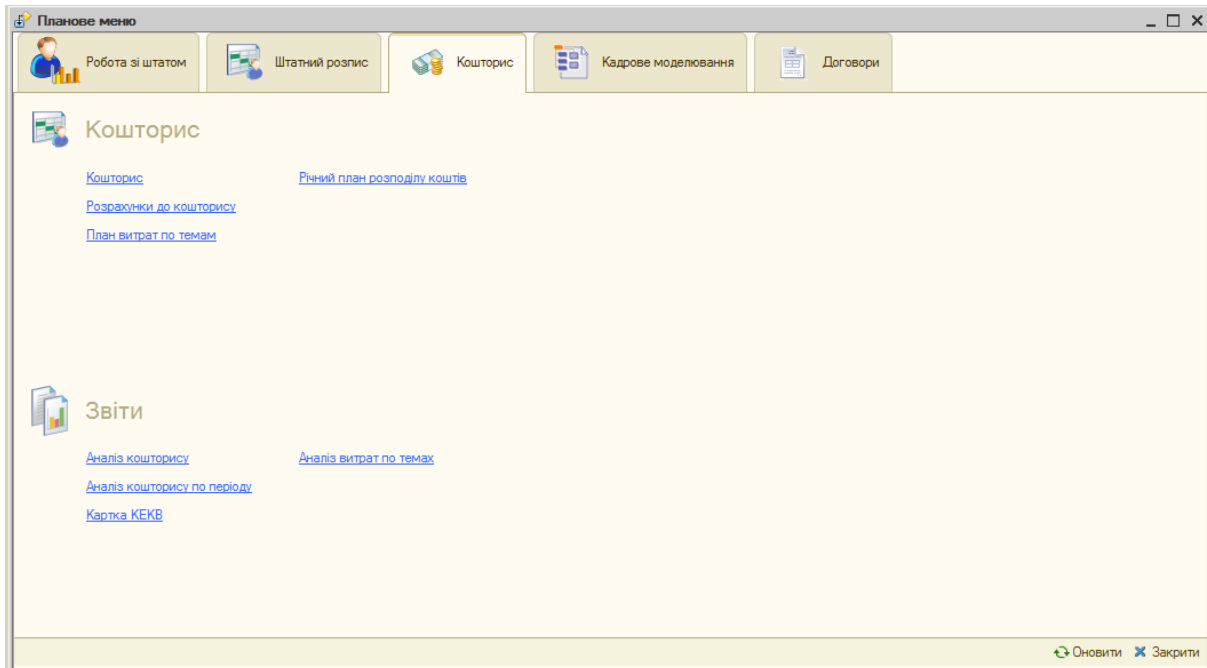 Планове меню
Робота зі штатом
Штатний розпис
Кошторис
Кадрове моделювання
Договори
Кошторис
Кошторис
Річний план розподілу коштів
Розрахунки до кошторису
План витрат по темам
Звіти
Аналіз кошторису
Аналіз витрат по темах
Аналіз кошторису по періоду
Картка КЕКВ
Оновити
Закрити